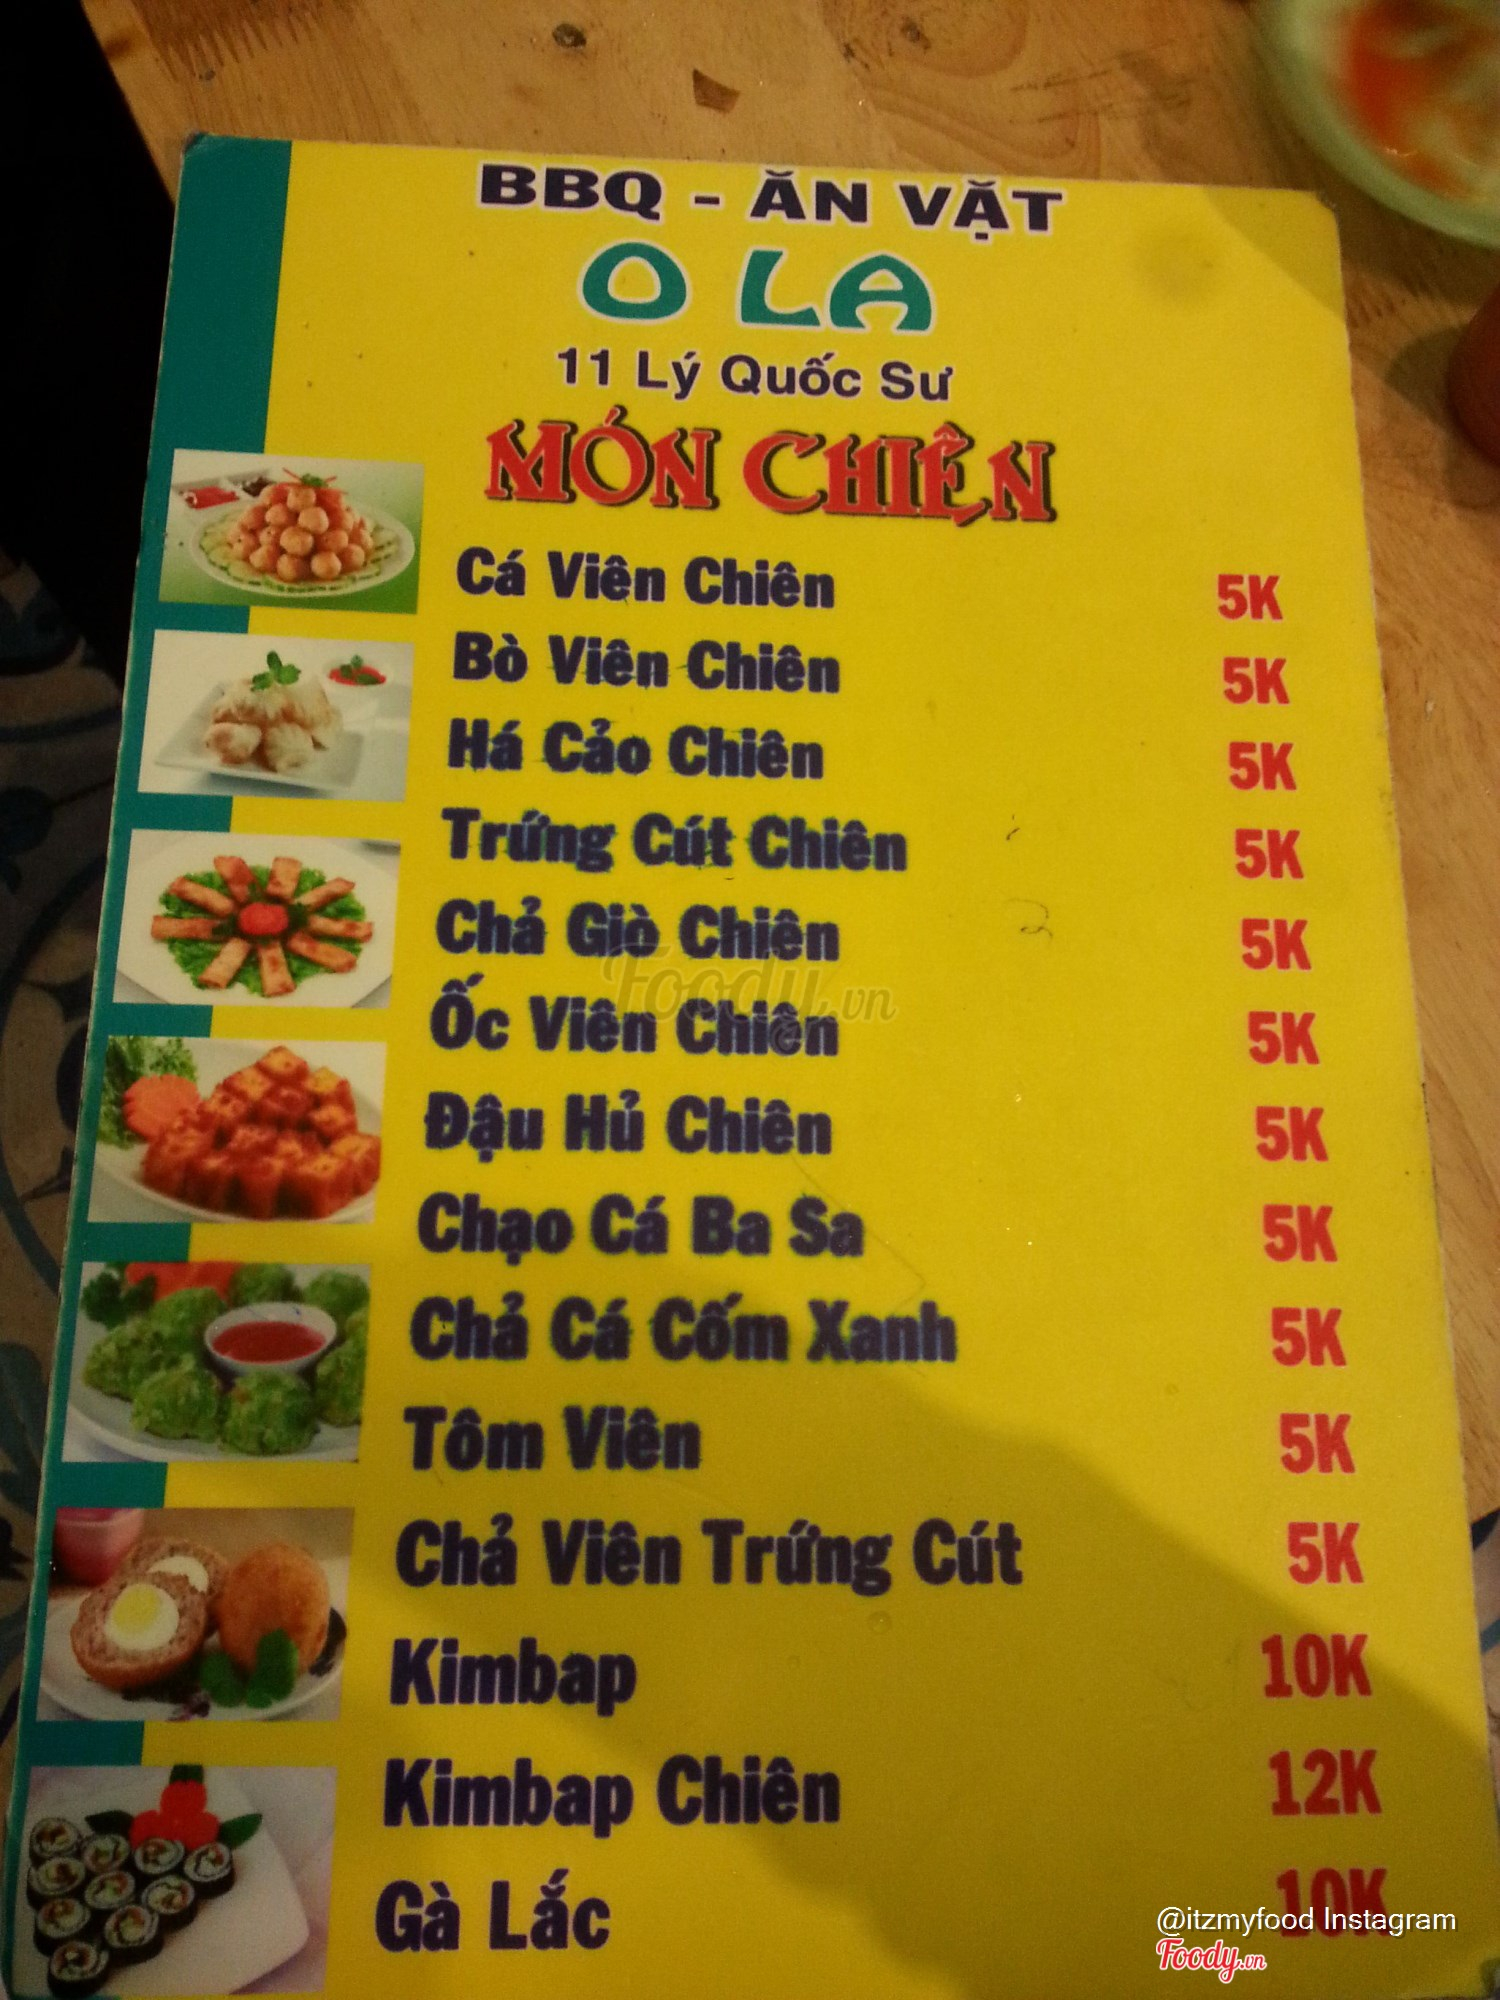 BBQ - ĂN VẶT
O LA
11 Lý Quốc Sư
MÓN CHIÊN
Cá Viên Chiên 5K
Bò Viên Chiên 5K
Há Cảo Chiên 5K
Trứng Cút Chiên 5K
Chả Giò Chiên 5K
Foody.vn
Ốc Viên Chiên 5K
Đậu Hủ Chiên 5K
Chạo Cá Ba Sa 5K
Chả Cá Cốm Xanh 5K
Tôm Viên 5K
Chả Viên Trứng Cút 5K
Kimbap 10K
Kimbap Chiên 12K
Gà Lắc 10K
@itzmyfood Instagram
Foody.vn